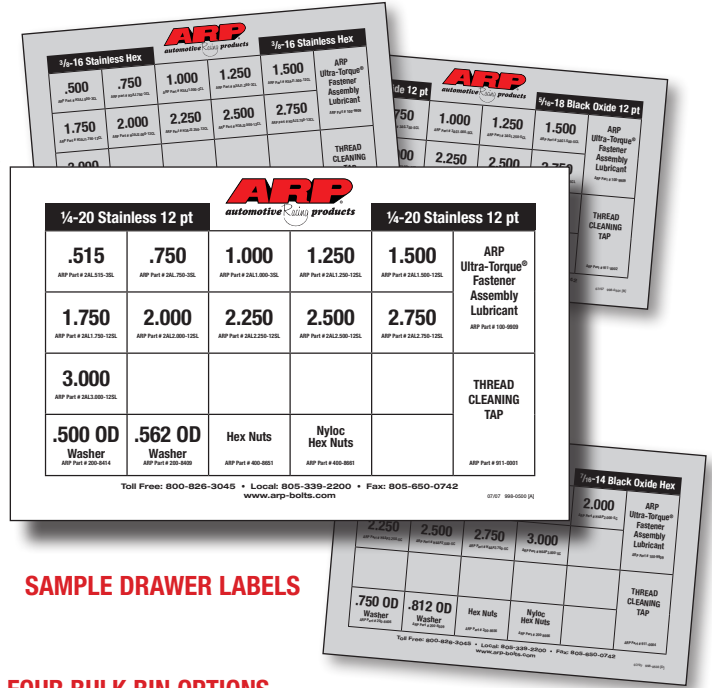 ARP
automotive Racing products
3/8-16 Stainless Hex
3/8-16 Stainless Hex
.500 .750 1.000 1.250 1.500
ARP
Ultra-Torque®
Fastener
Assembly
Lubricant
1.750 2.000 2.250 2.500 2.750
THREAD
CLEANING
ARP
automotive Racing products
ide 12 pt
5/16-18 Black Oxide 12 pt
750 1.000 1.250 1.500
ARP
Ultra-Torque®
Fastener
Assembly
Lubricant
2.250 2.500
THREAD
CLEANING
TAP
ARP
automotive Racing products
1/4-20 Stainless 12 pt
1/4-20 Stainless 12 pt
.515 .750 1.000 1.250 1.500
ARP Part # 2AL.515-3SL ARP Part # 2AL.750-3SL ARP Part # 2AL1.000-3SL ARP Part # 2AL1.250-12SL ARP Part # 2AL1.500-12SL
ARP
Ultra-Torque®
Fastener
Assembly
Lubricant
ARP Part # 100-9909
1.750 2.000 2.250 2.500 2.750
ARP Part # 2AL1.750-12SL ARP Part # 2AL2.000-12SL ARP Part # 2AL2.250-12SL ARP Part # 2AL2.500-12SL ARP Part # 2AL2.750-12SL
3.000
ARP Part # 2AL3.000-12SL
THREAD
CLEANING
TAP
ARP Part # 911-0001
.500 OD .562 OD Hex Nuts Nyloc
Washer Washer Hex Nuts
ARP Part # 200-8414 ARP Part # 200-8409 ARP Part # 400-8651 ARP Part # 400-8661
Toll Free: 800-826-3045 • Local: 805-339-2200 • Fax: 805-650-0742
www.arp-bolts.com
07/07 998-0500 [A]
7/16-14 Black Oxide Hex
2.000
ARP
Ultra-Torque®
Fastener
Assembly
Lubricant
2.250 2.500 2.750 3.000
THREAD
CLEANING
TAP
.750 OD .812 OD Hex Nuts Nyloc
Washer Washer Hex Nuts
Toll Free: 800-826-3045 • Local: 805-339-2200 • Fax: 805-650-0742
www.arp-bolts.com
SAMPLE DRAWER LABELS
FOUR BULK BIN OPTIONS